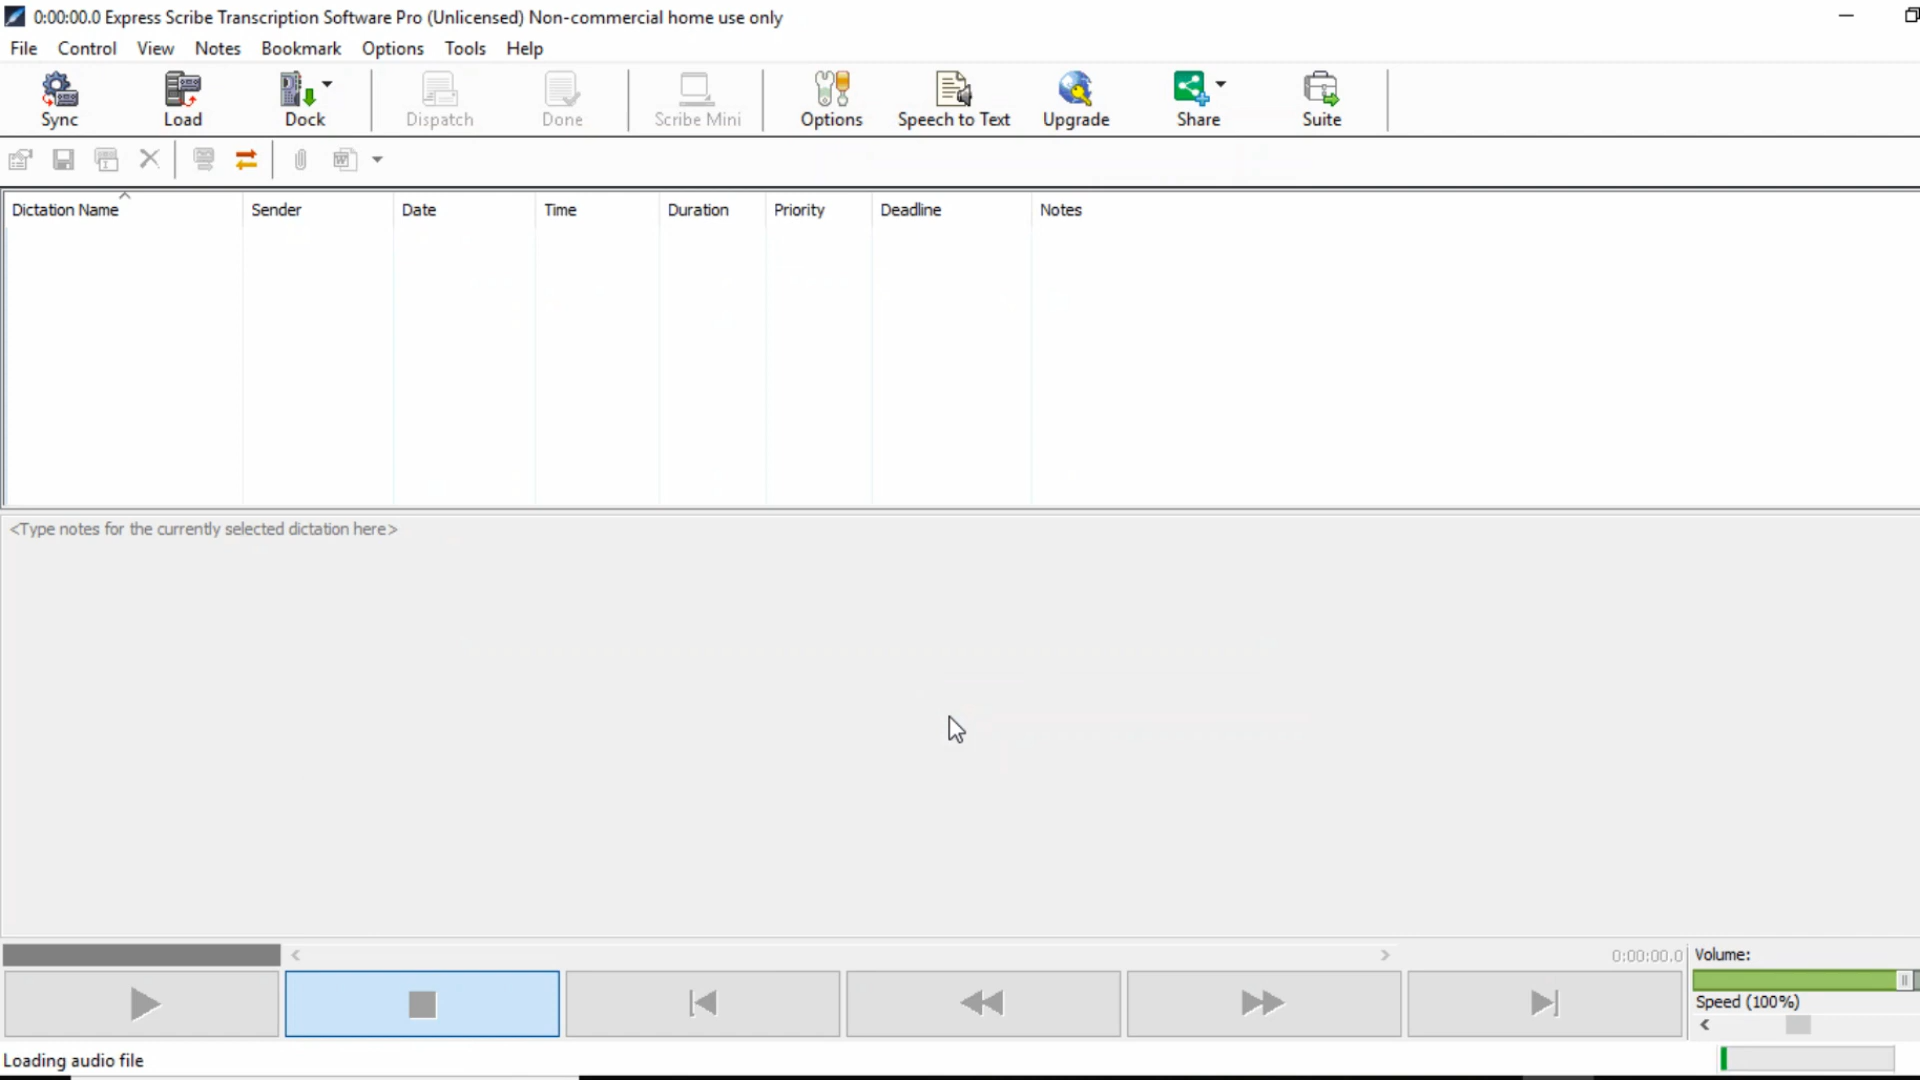 0:00:00.0 Express Scribe Transcription Software Pro (Unlicensed) Non-commercial home use only
File Control View Notes Bookmark Options Tools Help
Sync Load Dock Dispatch Done Scribe Mini Options Speech to Text Upgrade Share Suite
Dictation Name Sender Date Time Duration Priority Deadline Notes
<Type notes for the currently selected dictation here>
0:00:00.0 Volume:
Speed (100%)
Loading audio file